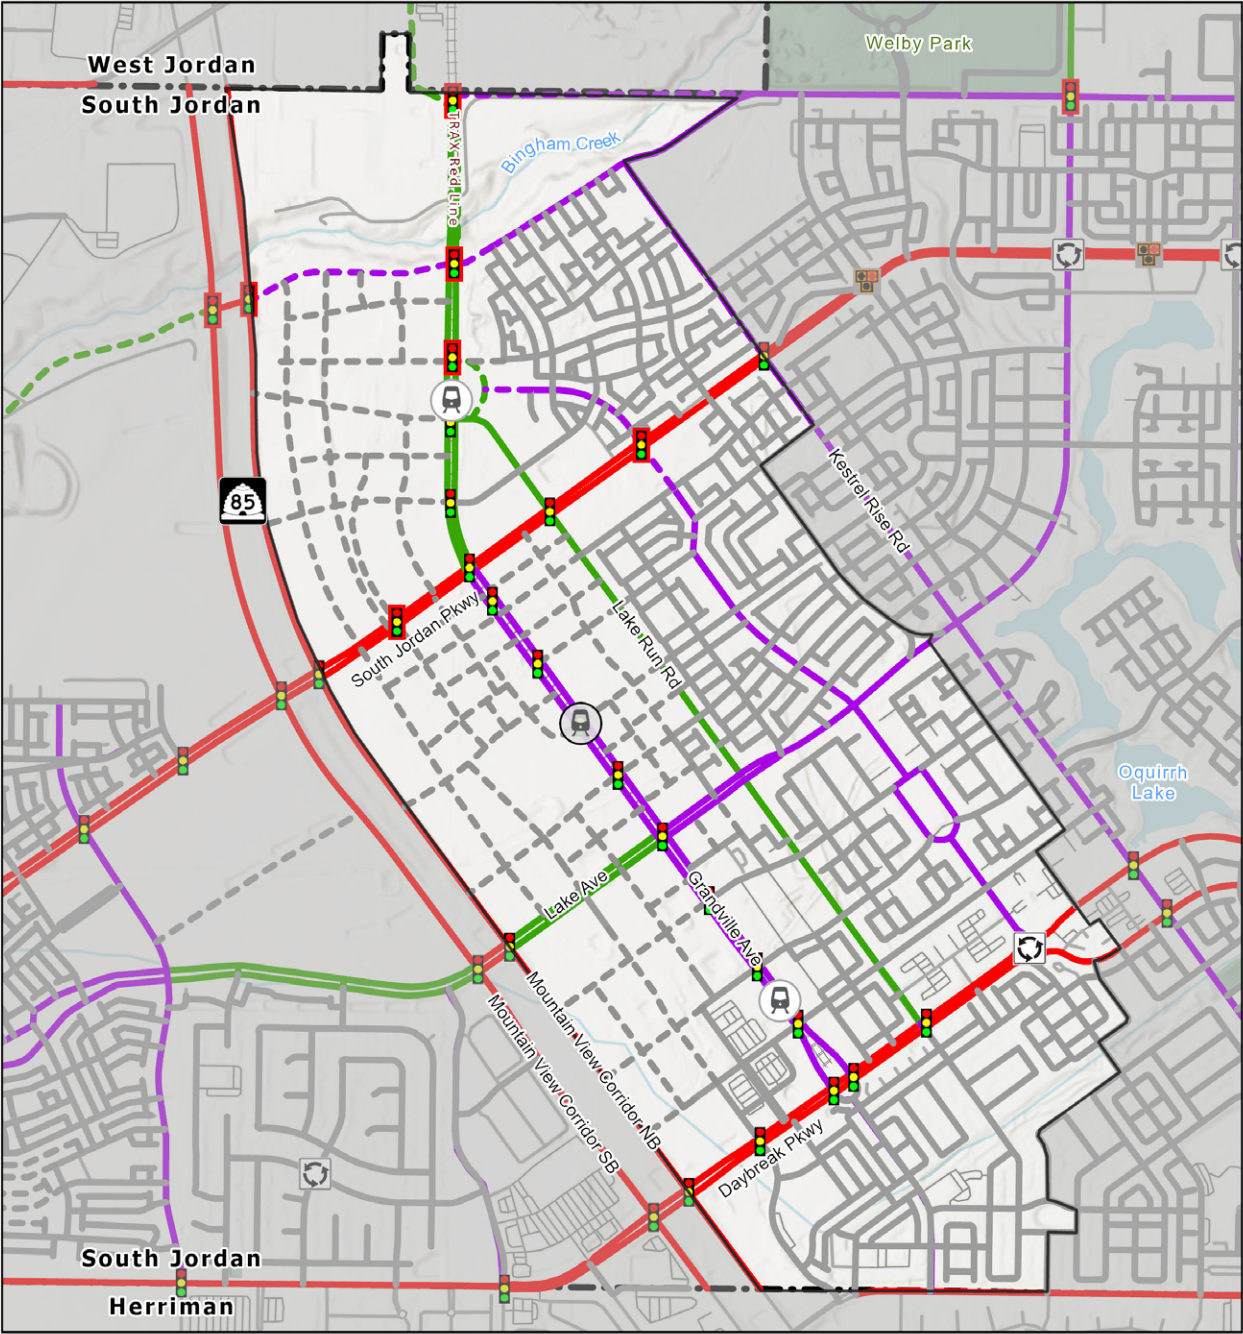 West Jordan
South Jordan
Welby Park
TRAX Red Line
Bingham Creek
85
Kestrel Rise Rd
South Jordan Pkwy
Lake Run Rd
Oquirrh
Lake
Lake Ave
Grandville Ave
Mountain View Corridor NB
Mountain View Corridor SB
Daybreak Pkwy
South Jordan
Herriman